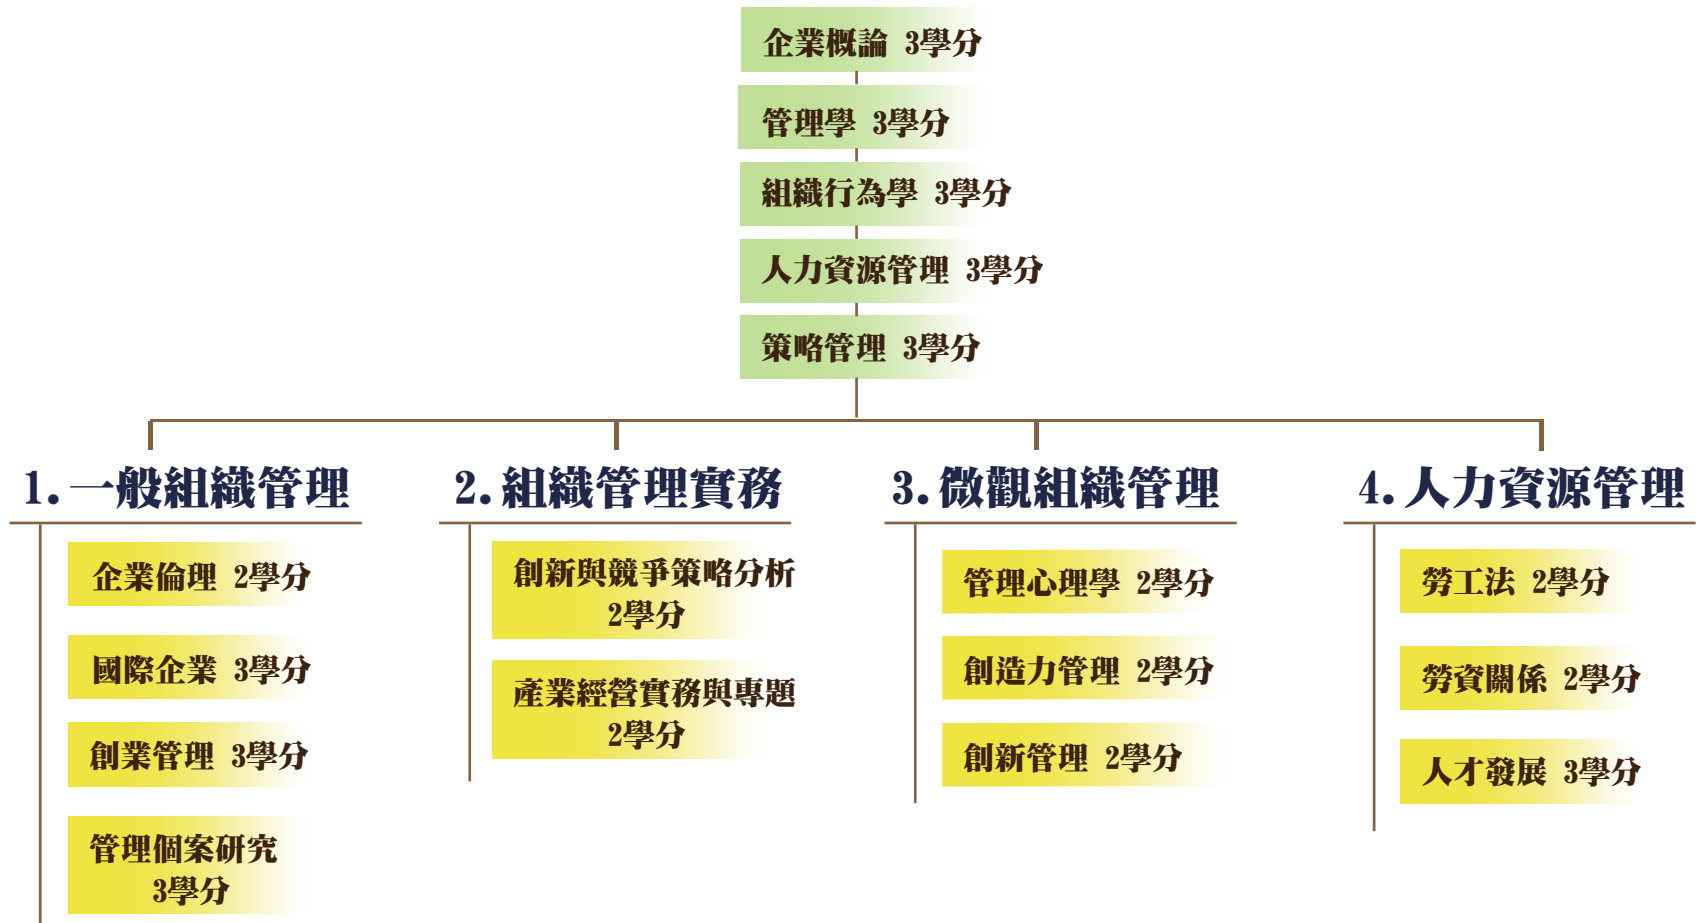 企業概論 3學分
管理學 3學分
組織行為學 3學分
人力資源管理 3學分
策略管理 3學分
1.一般組織管理
企業倫理 2學分
國際企業 3學分
創業管理 3學分
管理個案研究
3學分
2.組織管理實務
創新與競爭策略分析
2學分
產業經營實務與專題
2學分
3.微觀組織管理
管理心理學 2學分
創造力管理 2學分
創新管理 2學分
4.人力資源管理
勞工法 2學分
勞資關係 2學分
人才發展 3學分